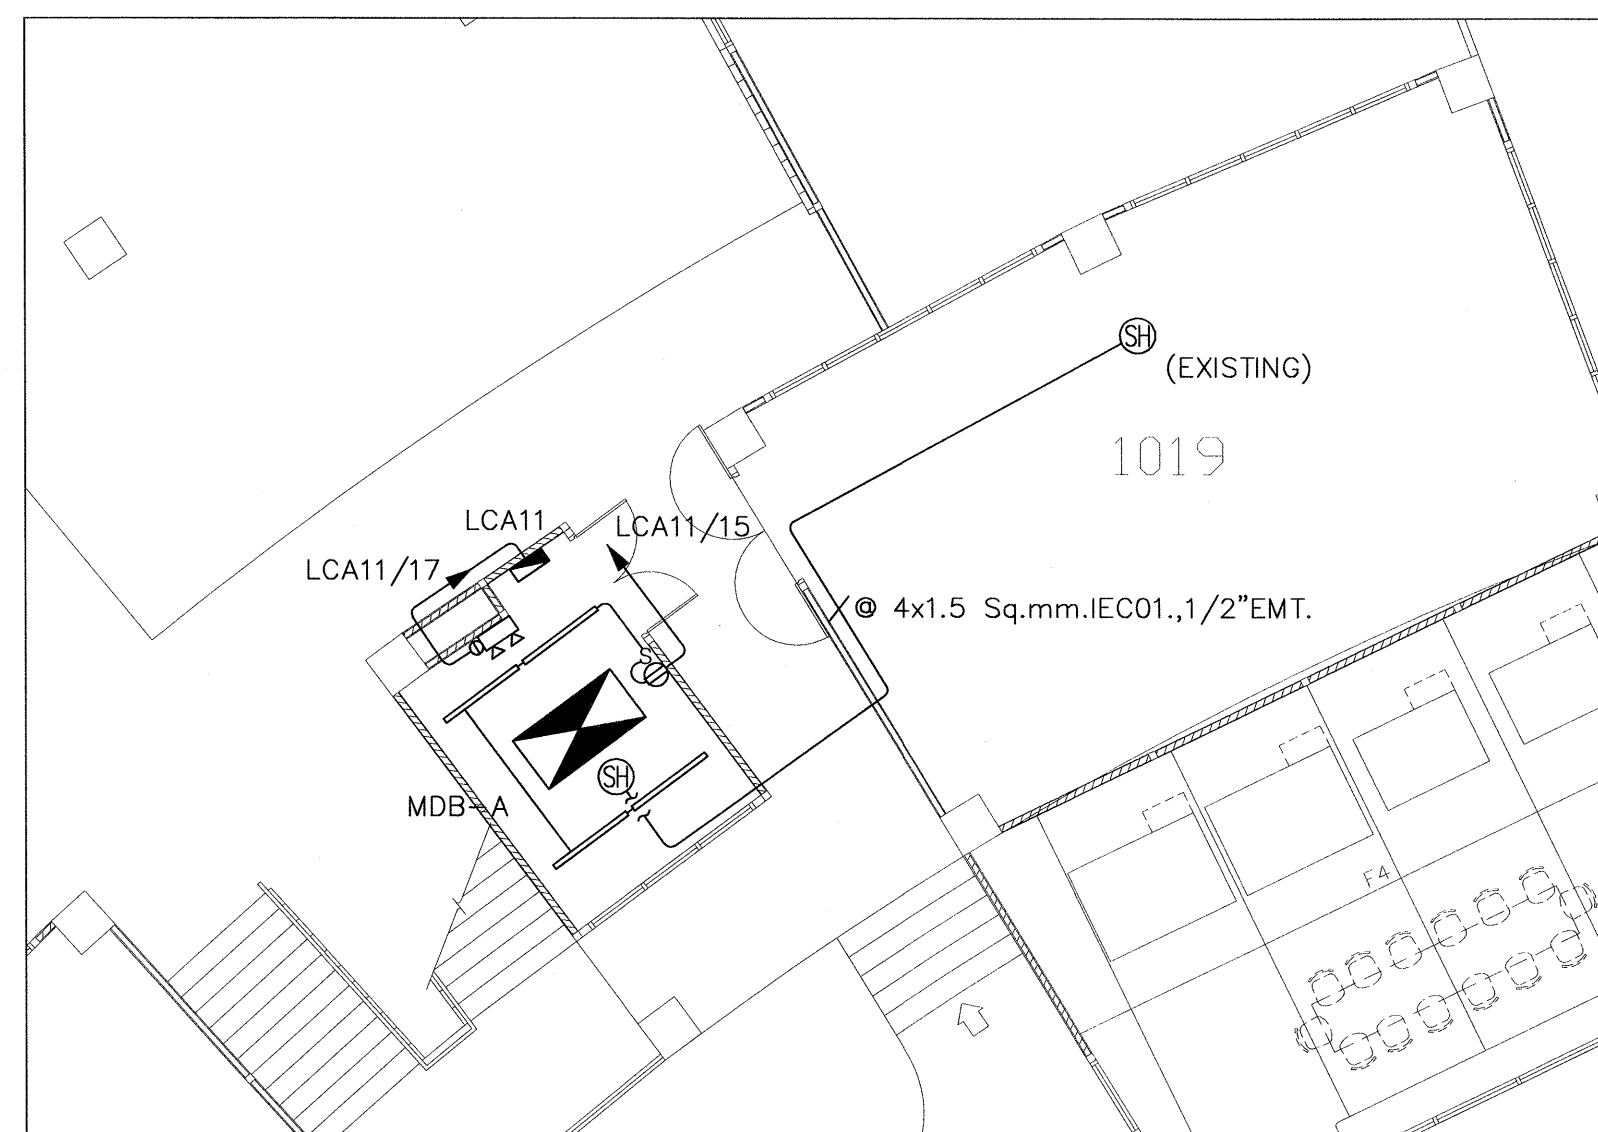 SH
(EXISTING)
1019
LCA11
LCA11/15
LCA11/17
@ 4x1.5 Sq.mm.IEC01.,1/2"EMT.
S
SH
MDB-A
F4